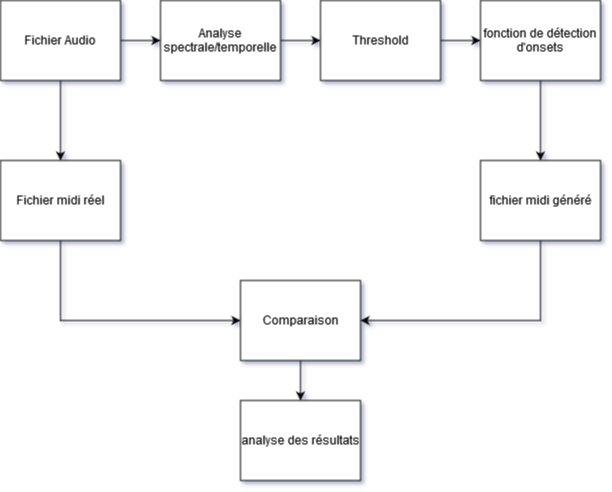 Fichier Audio
Analyse
spectrale/temporelle
Threshold
fonction de détection
d'onsets
Fichier midi réel
fichier midi généré
Comparaison
analyse des résultats